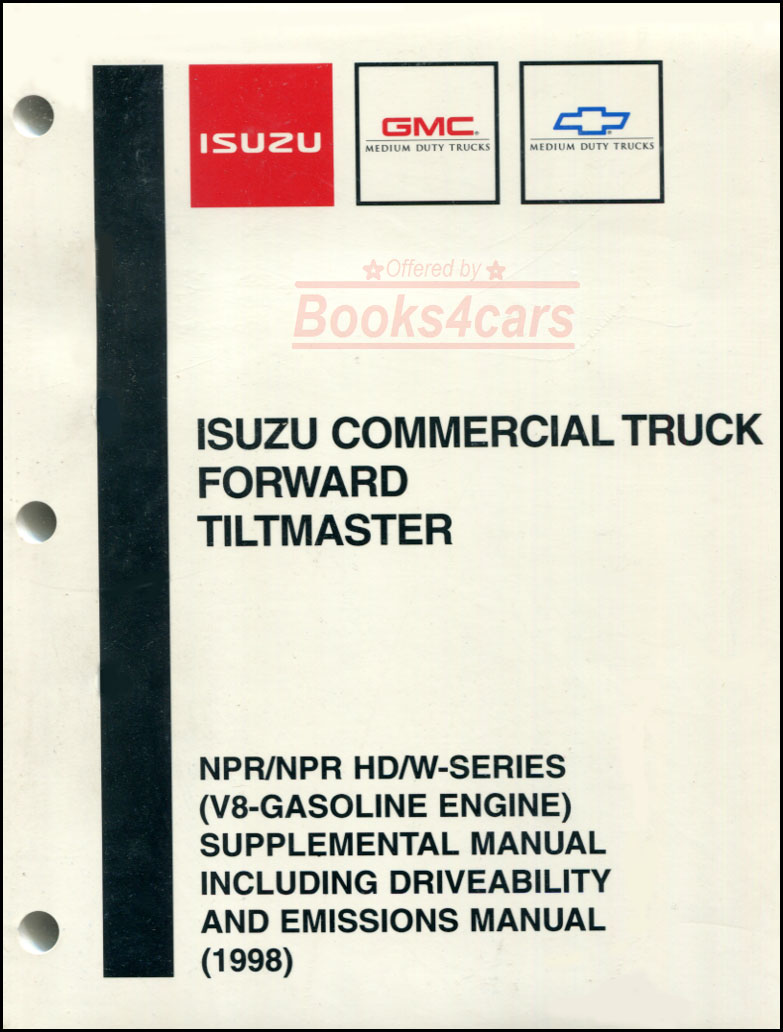 ISUZU
GMC
MEDIUM DUTY TRUCKS
MEDIUM DUTY TRUCKS
Offered by
Books4cars
ISUZU COMMERCIAL TRUCK
FORWARD
TILTMASTER
NPR/NPR HD/W-SERIES
(V8-GASOLINE ENGINE)
SUPPLEMENTAL MANUAL
INCLUDING DRIVEABILITY
AND EMISSIONS MANUAL
(1998)